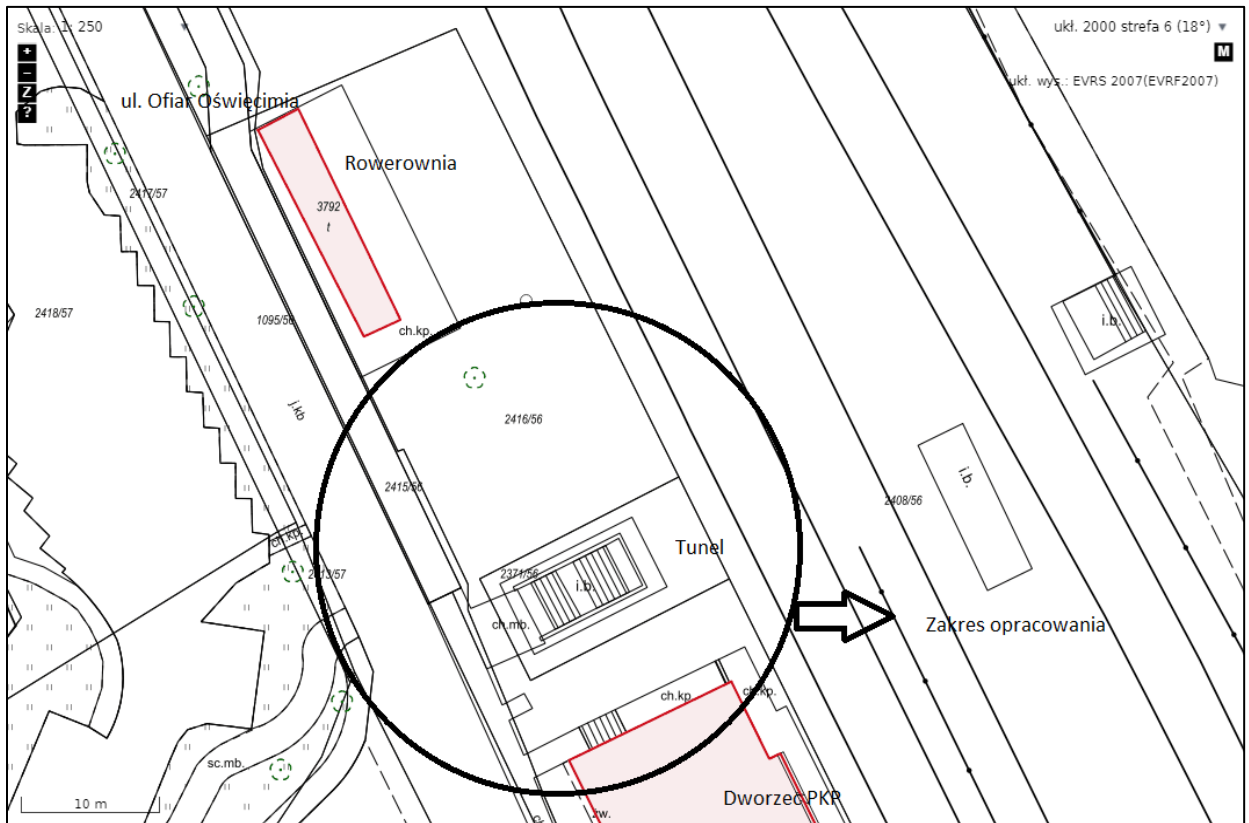 Skala: 1: 250
ukł. 2000 strefa 6 (18°)
M
ukł. wys.: EVRS 2007(EVRF2007)
+
−
Z
?
ul. Ofiar Oświęcimia
Rowerownia
2417/57
3792
t
2418/57
1095/56
ch.kp.
i.b.
j.kb
2416/56
2415/56
i.b.
2408/56
ch.kp.
Tunel
2413/57
2371/56
i.b.
ch.mb.
Zakres opracowania
ch.kp.
ch.kp.
sc.mb.
10 m
Dworzec PKP
zw.